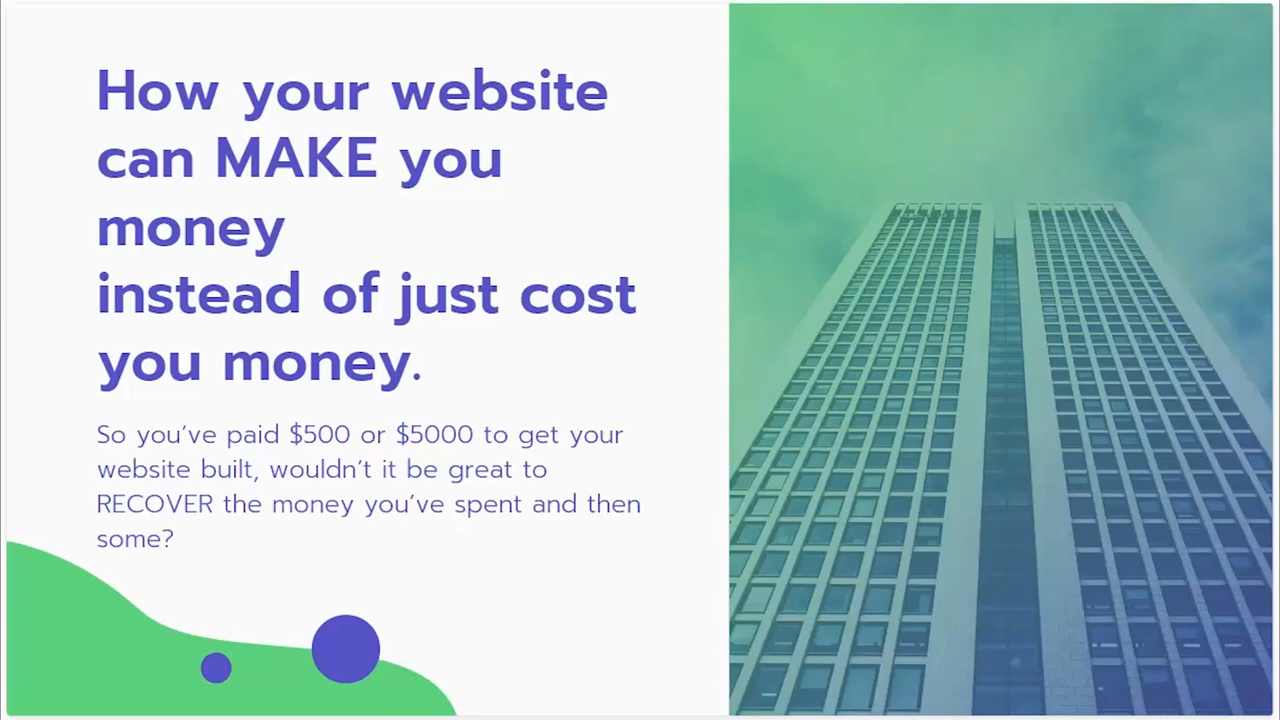 How your website
can MAKE you
money
instead of just cost
you money.
So you’ve paid $500 or $5000 to get your
website built, wouldn’t it be great to
RECOVER the money you’ve spent and then
some?